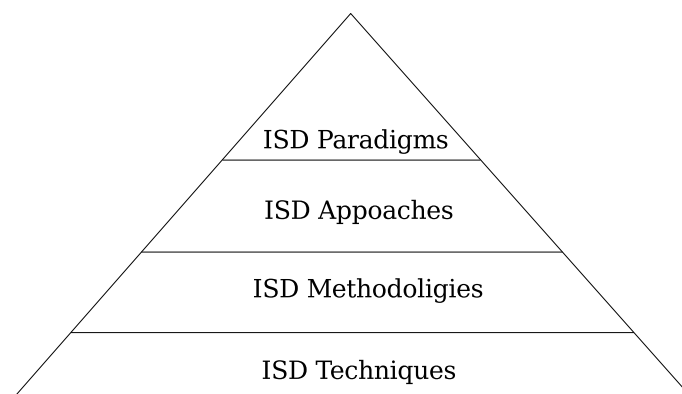 ISD Paradigms
ISD Appoaches
ISD Methodoligies
ISD Techniques